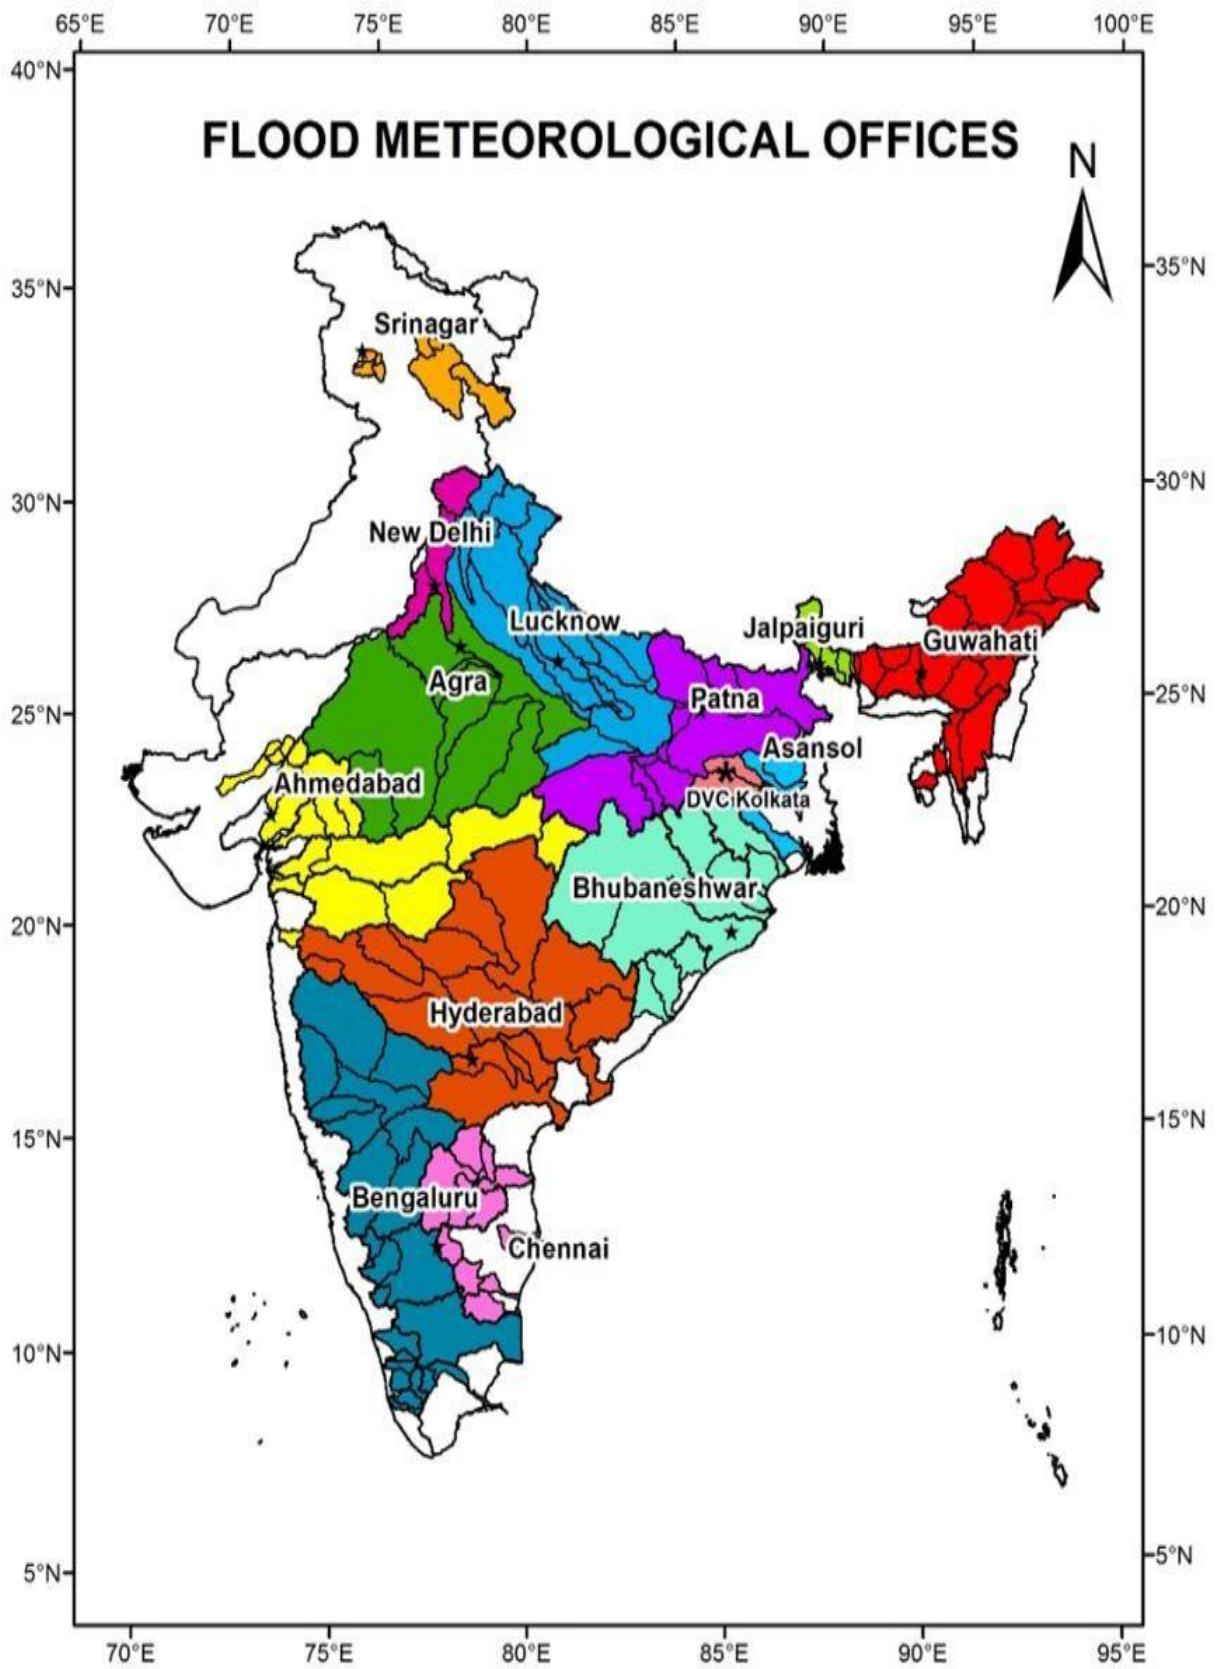 65°E 70°E 75°E 80°E 85°E 90°E 95°E 100°E
40°N
FLOOD METEOROLOGICAL OFFICES
N
35°N
35°N
Srinagar
30°N
30°N
New Delhi
Lucknow
Jalpaiguri
Guwahati
Agra
Patna
25°N
25°N
Asansol
Ahmedabad
DVC Kolkata
Bhubaneshwar
20°N
20°N
Hyderabad
15°N
15°N
Bengaluru
Chennai
10°N
10°N
5°N
5°N
70°E 75°E 80°E 85°E 90°E 95°E